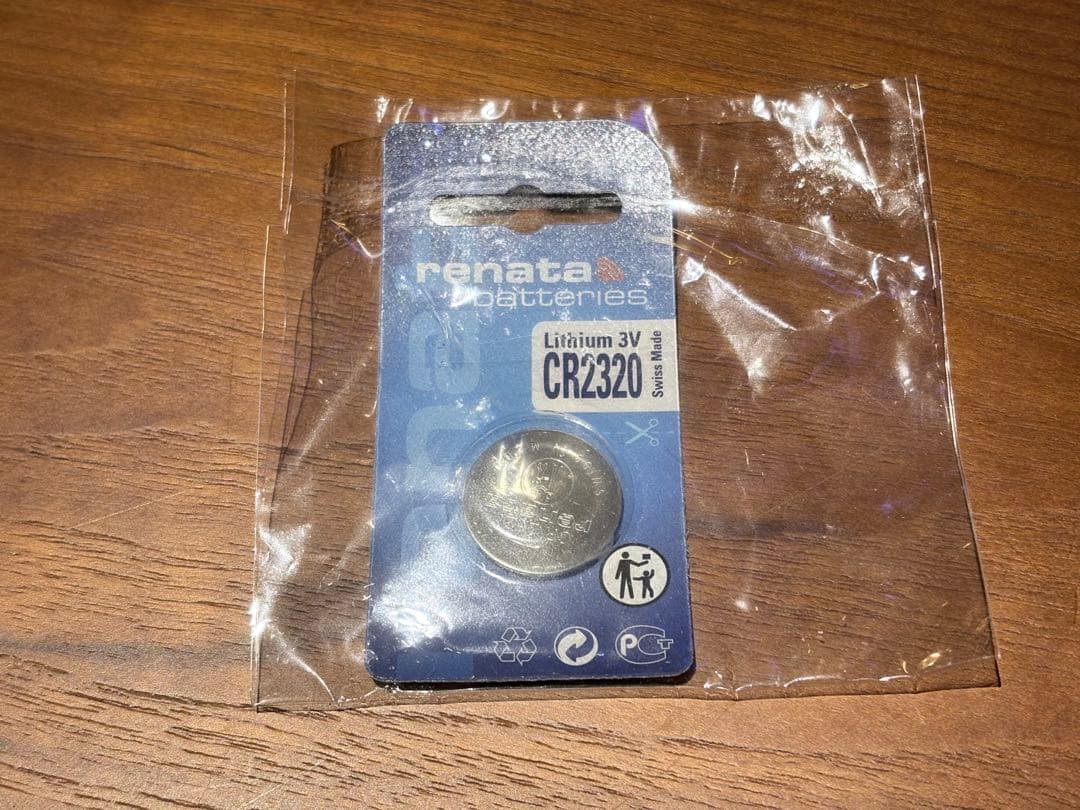 renata
batteries
Lithium 3V
CR2320
Swiss Made